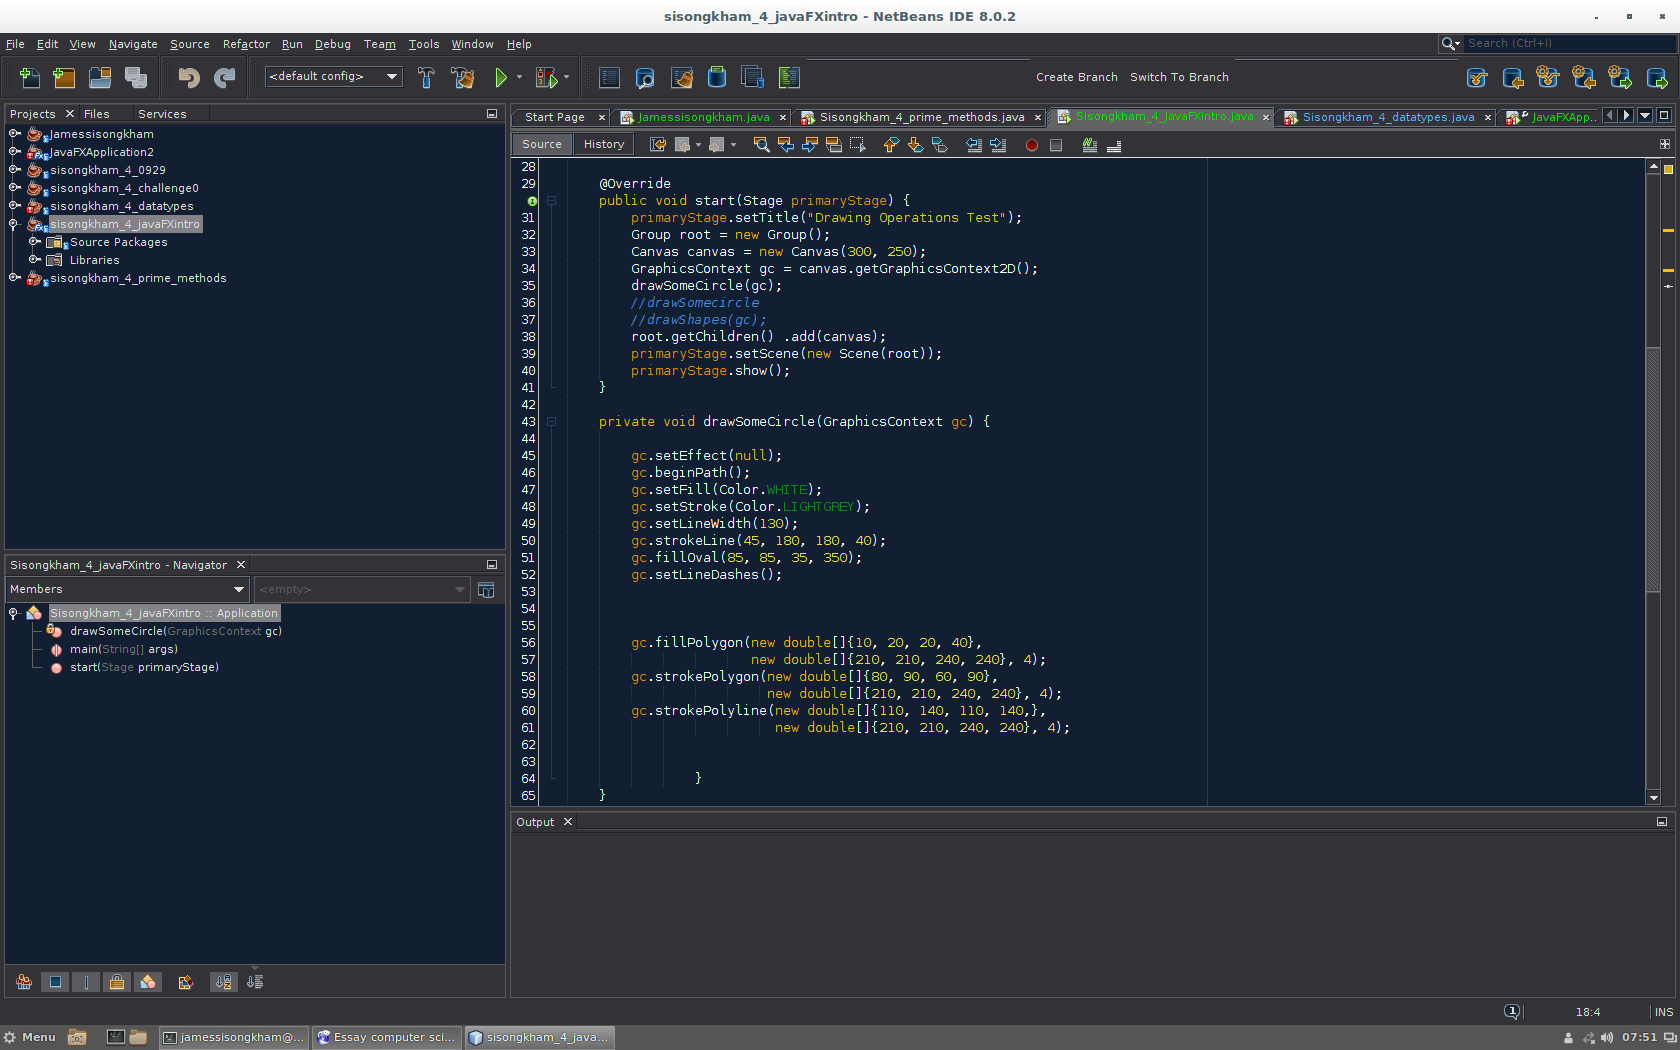 sisongkham_4_javaFXintro - NetBeans IDE 8.0.2
File Edit View Navigate Source Refactor Run Debug Team Tools Window Help
Search (Ctrl+I)
<default config>
Create Branch Switch To Branch
Projects Files Services
Jamessisongkham
JavaFXApplication2
sisongkham_4_0929
sisongkham_4_challenge0
sisongkham_4_datatypes
sisongkham_4_javaFXintro
Source Packages
Libraries
sisongkham_4_prime_methods
Sisongkham_4_javaFXintro - Navigator
Members
<empty>
Sisongkham_4_javaFXintro :: Application
drawSomeCircle(GraphicsContext gc)
main(String[] args)
start(Stage primaryStage)
Start Page Jamessisongkham.java Sisongkham_4_prime_methods.java Sisongkham_4_javaFXintro.java Sisongkham_4_datatypes.java JavaFXApp..
Source History
28
29 @Override
public void start(Stage primaryStage) {
31 primaryStage.setTitle("Drawing Operations Test");
32 Group root = new Group();
33 Canvas canvas = new Canvas(300, 250);
34 GraphicsContext gc = canvas.getGraphicsContext2D();
35 drawSomeCircle(gc);
36 //drawSomecircle
37 //drawShapes(gc);
38 root.getChildren() .add(canvas);
39 primaryStage.setScene(new Scene(root));
40 primaryStage.show();
41 }
42
43 private void drawSomeCircle(GraphicsContext gc) {
44
45 gc.setEffect(null);
46 gc.beginPath();
47 gc.setFill(Color.WHITE);
48 gc.setStroke(Color.LIGHTGREY);
49 gc.setLineWidth(130);
50 gc.strokeLine(45, 180, 180, 40);
51 gc.fillOval(85, 85, 35, 350);
52 gc.setLineDashes();
53
54
55
56 gc.fillPolygon(new double[]{10, 20, 20, 40},
57 new double[]{210, 210, 240, 240}, 4);
58 gc.strokePolygon(new double[]{80, 90, 60, 90},
59 new double[]{210, 210, 240, 240}, 4);
60 gc.strokePolyline(new double[]{110, 140, 110, 140,},
61 new double[]{210, 210, 240, 240}, 4);
62
63
64 }
65 }
Output
1 18:4 INS
Menu jamessisongkham@... Essay computer sci... sisongkham_4_java... 07:51